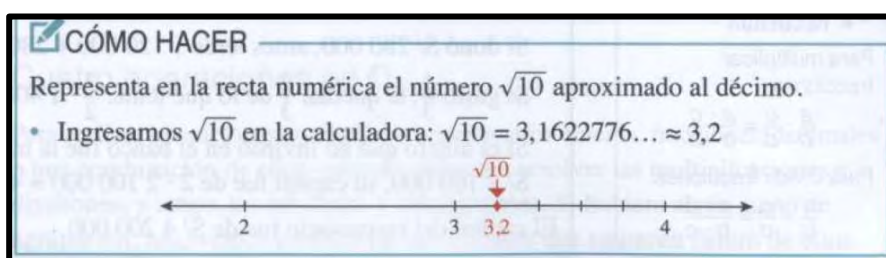 CÓMO HACER
Representa en la recta numérica el número √10 aproximado al décimo.
• Ingresamos √10 en la calculadora: √10 = 3,1622776… ≈ 3,2
√10
2 3 3,2 4